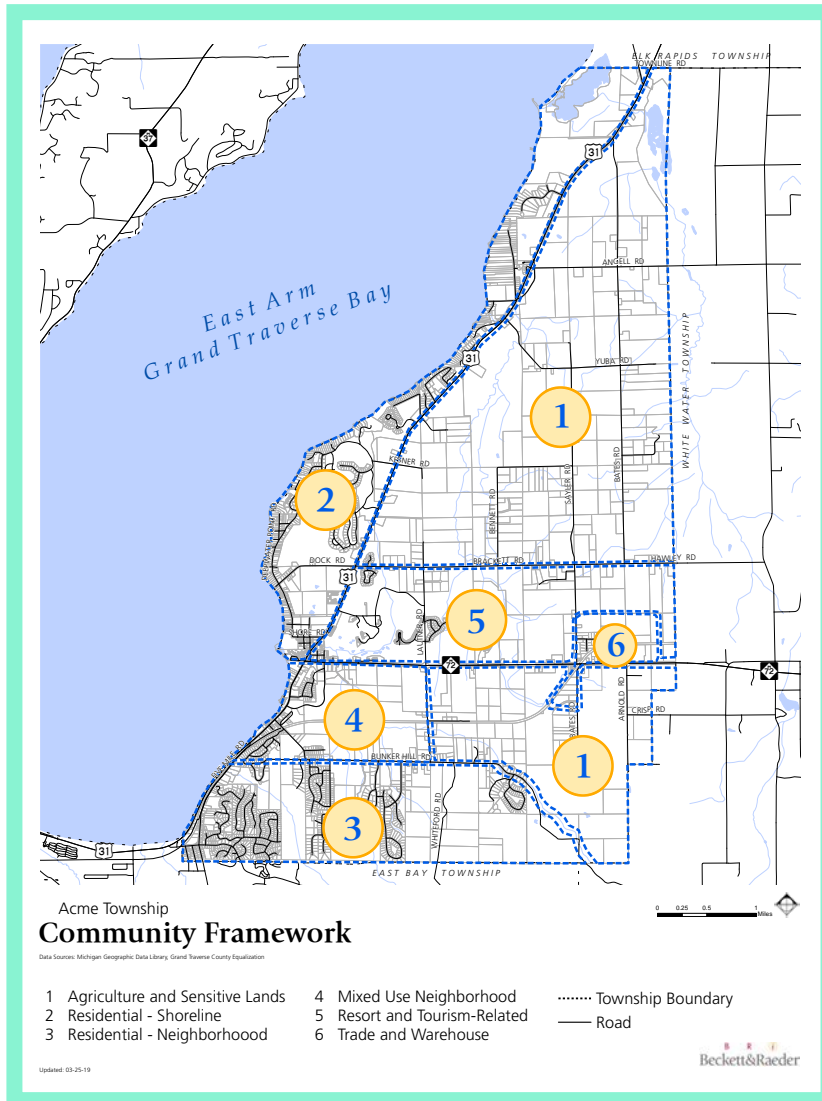 ELK RAPIDS TOWNSHIP
TOWNLINE RD
37
31
ANGELL RD
East Arm
Grand Traverse Bay
WHITE WATER TOWNSHIP
31
YUBA RD
1
KESNER RD
BATES RD
SAYLER RD
BENNETT RD
2
DOCK RD
BRACKETT RD
HAWLEY RD
31
5
LAUTNER RD
6
SHORE RD
72
72
ARNOLD RD
CRISP RD
BATES RD
4
BUNKER HILL RD
1
3
WHITEFORD RD
31
EAST BAY TOWNSHIP
Acme Township
Community Framework
0 0.25 0.5 1
Miles
Data Sources: Michigan Geographic Data Library, Grand Traverse County Equalization
1 Agriculture and Sensitive Lands
2 Residential - Shoreline
3 Residential - Neighborhoood
4 Mixed Use Neighborhood
5 Resort and Tourism-Related
6 Trade and Warehouse
Township Boundary
Road
B R i
Beckett&Raeder
Updated: 03-25-19